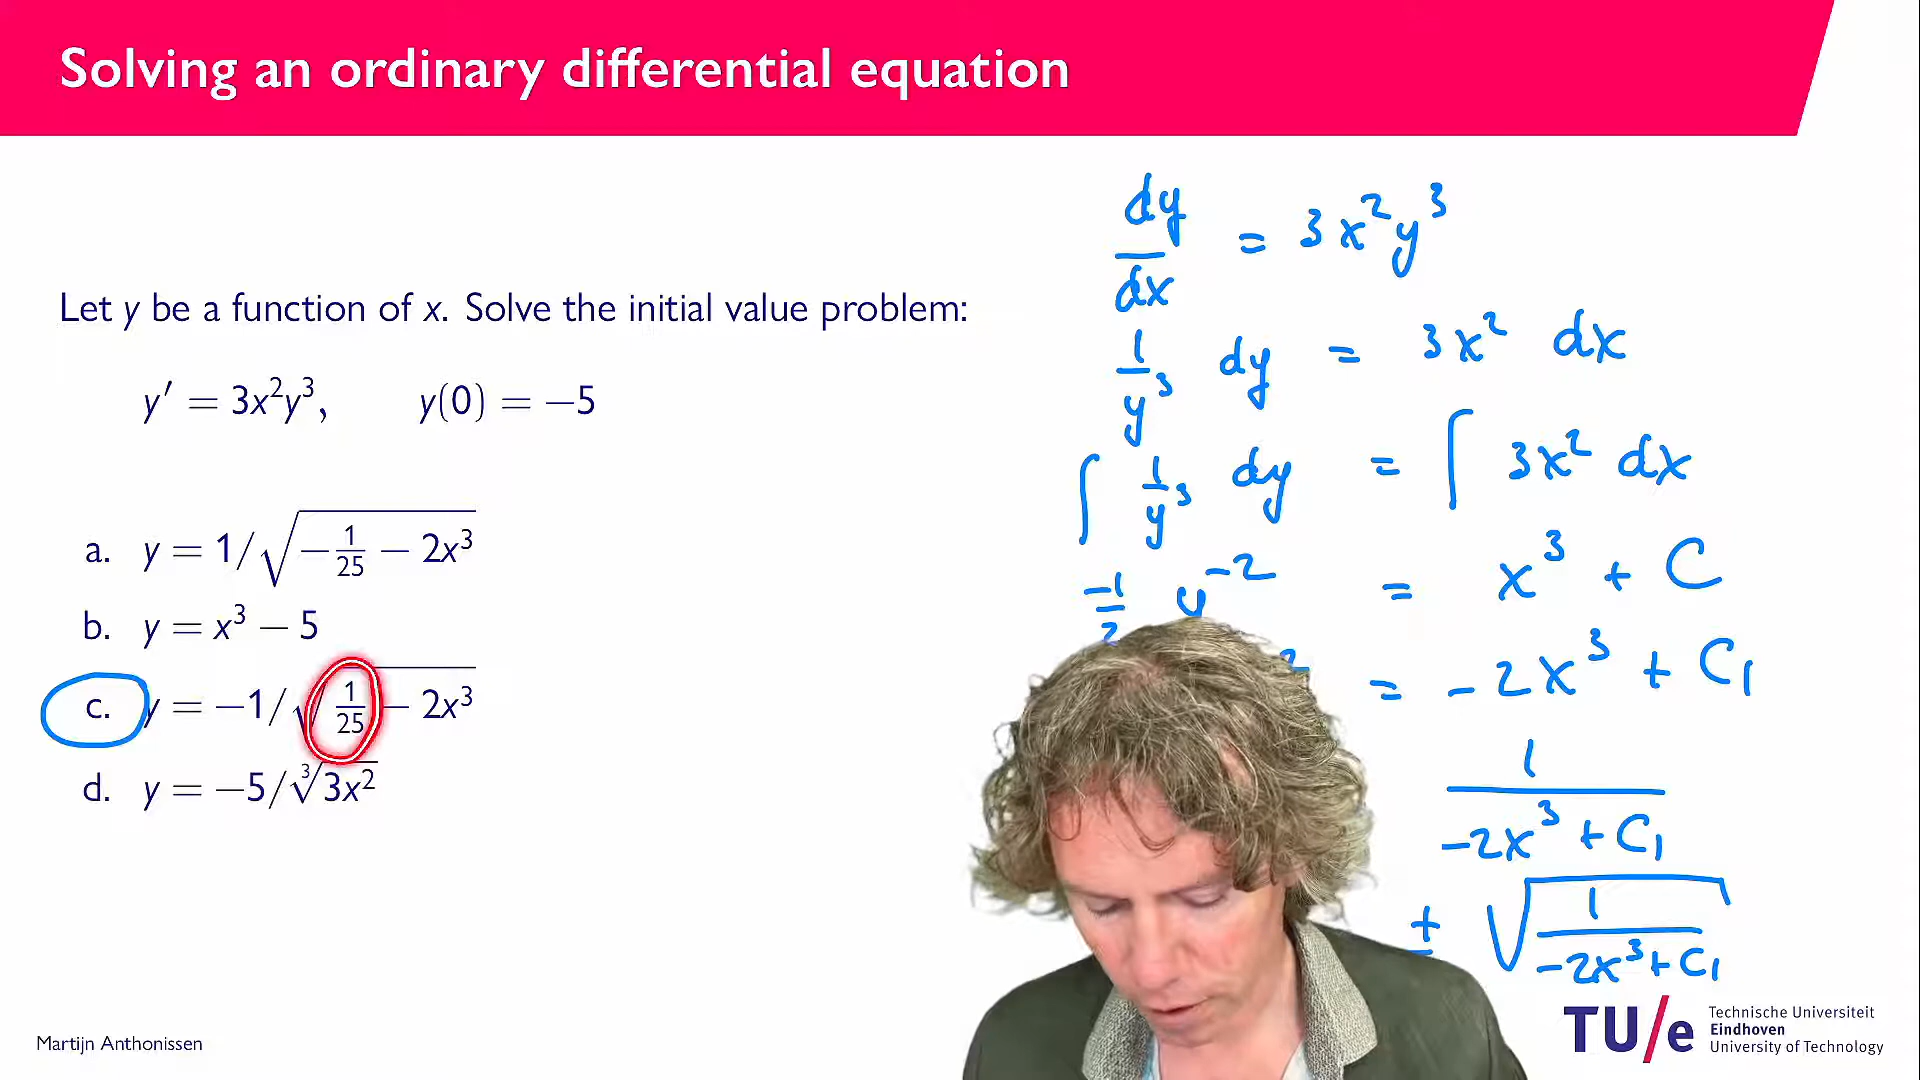 Solving an ordinary differential equation
Let y be a function of x. Solve the initial value problem:
y′ = 3x²y³, y(0) = −5
a. y = 1/√(−1/25 − 2x³)
b. y = x³ − 5
c. y = −1/√(1/25 − 2x³)
d. y = −5/∛(3x²)
dy/dx = 3x²y³
1/y³ dy = 3x² dx
∫ 1/y³ dy = ∫ 3x² dx
−1/2 y⁻² = x³ + C
= −2x³ + C₁
1/(−2x³ + C₁)
± √(1/(−2x³ + C₁))
Martijn Anthonissen
TU/e
Technische Universiteit
Eindhoven
University of Technology